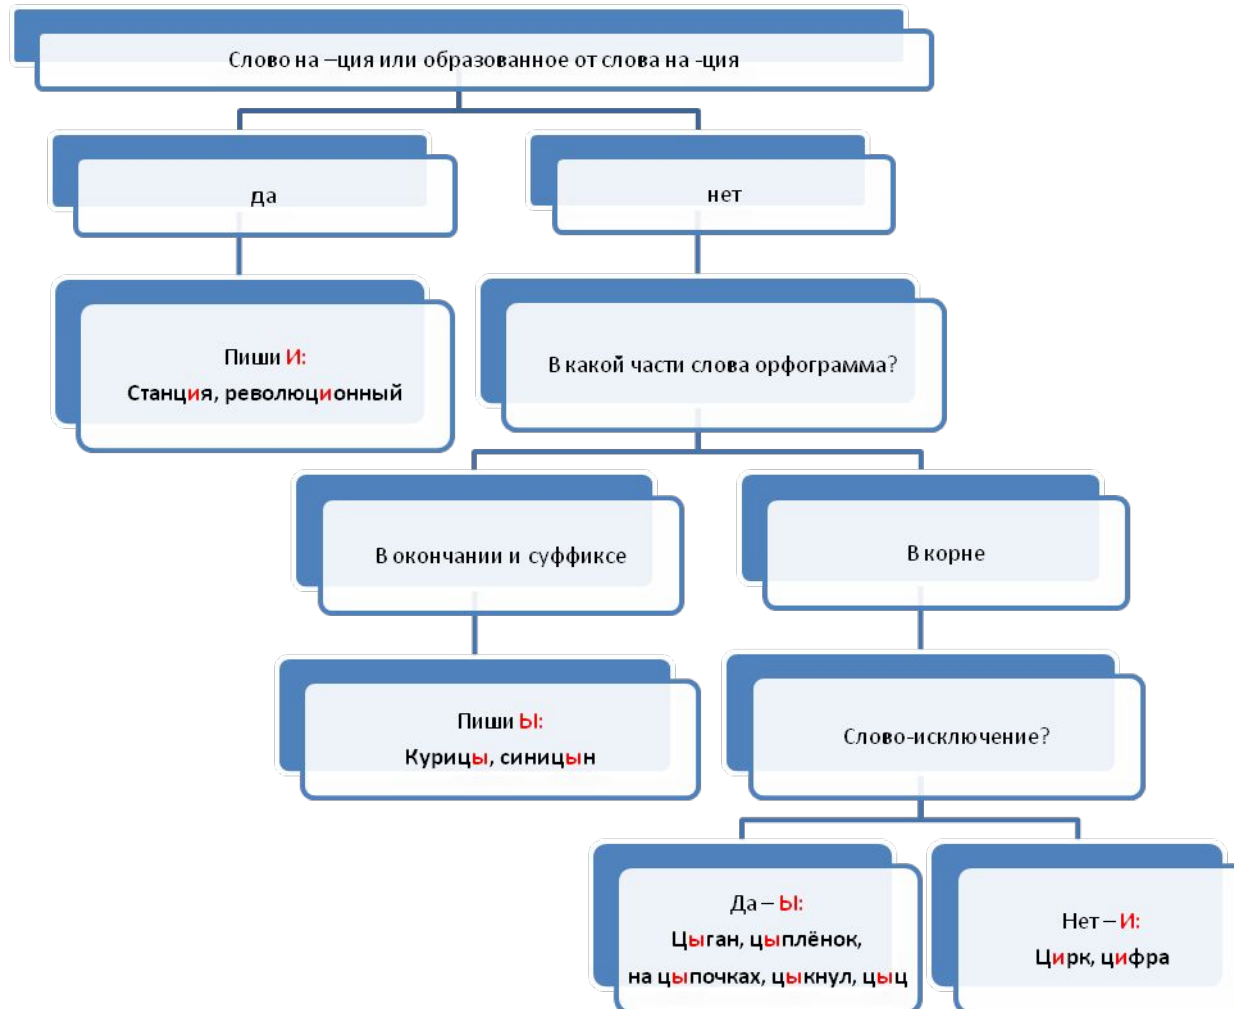 Слово на –ция или образованное от слова на -ция
да
нет
Пиши И:
Станция, революционный
В какой части слова орфограмма?
В окончании и суффиксе
В корне
Пиши Ы:
Курицы, синицын
Слово-исключение?
Да – Ы:
Цыган, цыплёнок,
на цыпочках, цыкнул, цыц
Нет – И:
Цирк, цифра